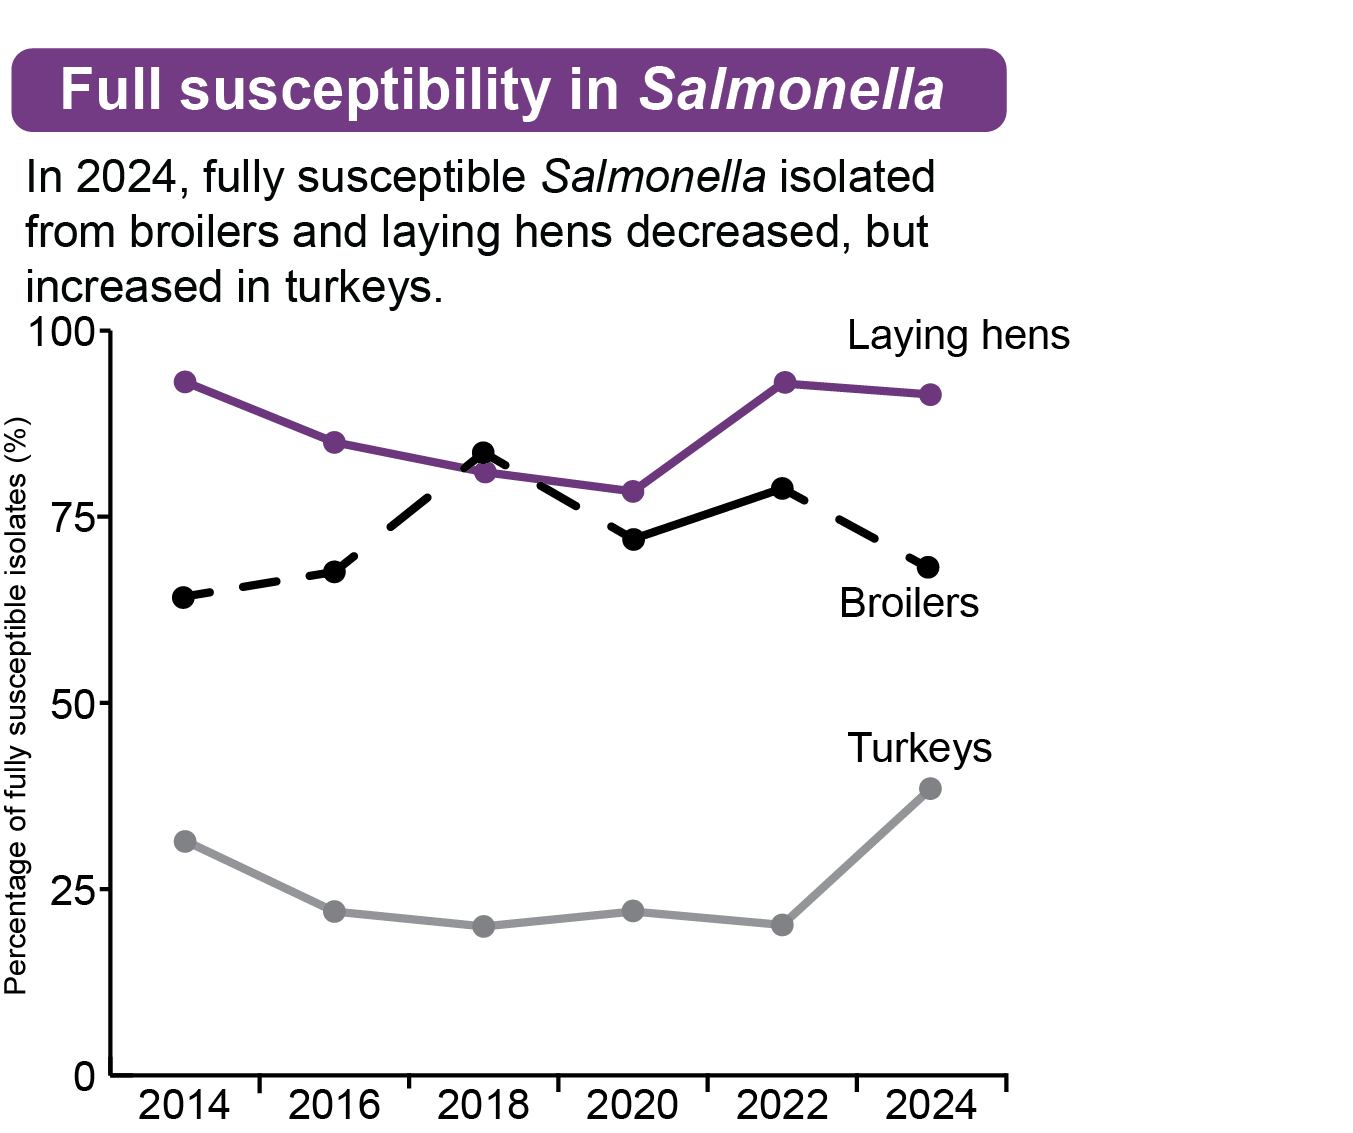 Full susceptibility in Salmonella
In 2024, fully susceptible Salmonella isolated
from broilers and laying hens decreased, but
increased in turkeys.
Percentage of fully susceptible isolates (%)
100
75
50
25
0
Laying hens
Broilers
Turkeys
2014 2016 2018 2020 2022 2024